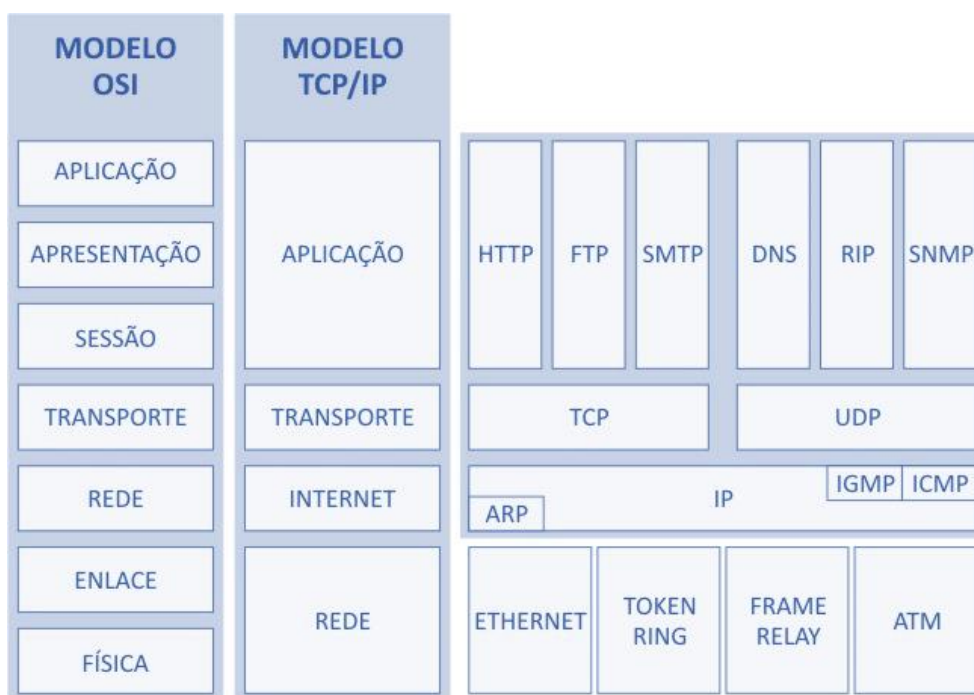 MODELO
OSI
MODELO
TCP/IP
APLICAÇÃO
APRESENTAÇÃO
SESSÃO
TRANSPORTE
REDE
ENLACE
FÍSICA
APLICAÇÃO
TRANSPORTE
INTERNET
REDE
HTTP
FTP
SMTP
DNS
RIP
SNMP
TCP
UDP
IP
IGMP
ICMP
ARP
ETHERNET
TOKEN
RING
FRAME
RELAY
ATM